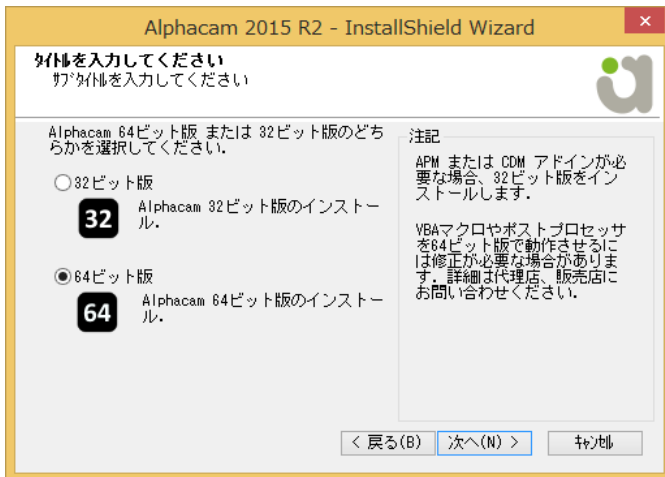 Alphacam 2015 R2 - InstallShield Wizard
×
ﾀｲﾄﾙを入力してください
ｻﾌﾞﾀｲﾄﾙを入力してください
Alphacam 64ビット版 または 32ビット版のどち
らかを選択してください.
32ビット版
32
Alphacam 32ビット版のインストー
ル.
64ビット版
64
Alphacam 64ビット版のインストー
ル.
注記
APM または CDM アドインが必
要な場合、32ビット版をイン
ストールします.
VBAマクロやポストプロセッサ
を64ビット版で動作させるに
は修正が必要な場合がありま
す. 詳細は代理店、販売店に
お問い合わせください.
< 戻る(B)
次へ(N) >
ｷｬﾝｾﾙ